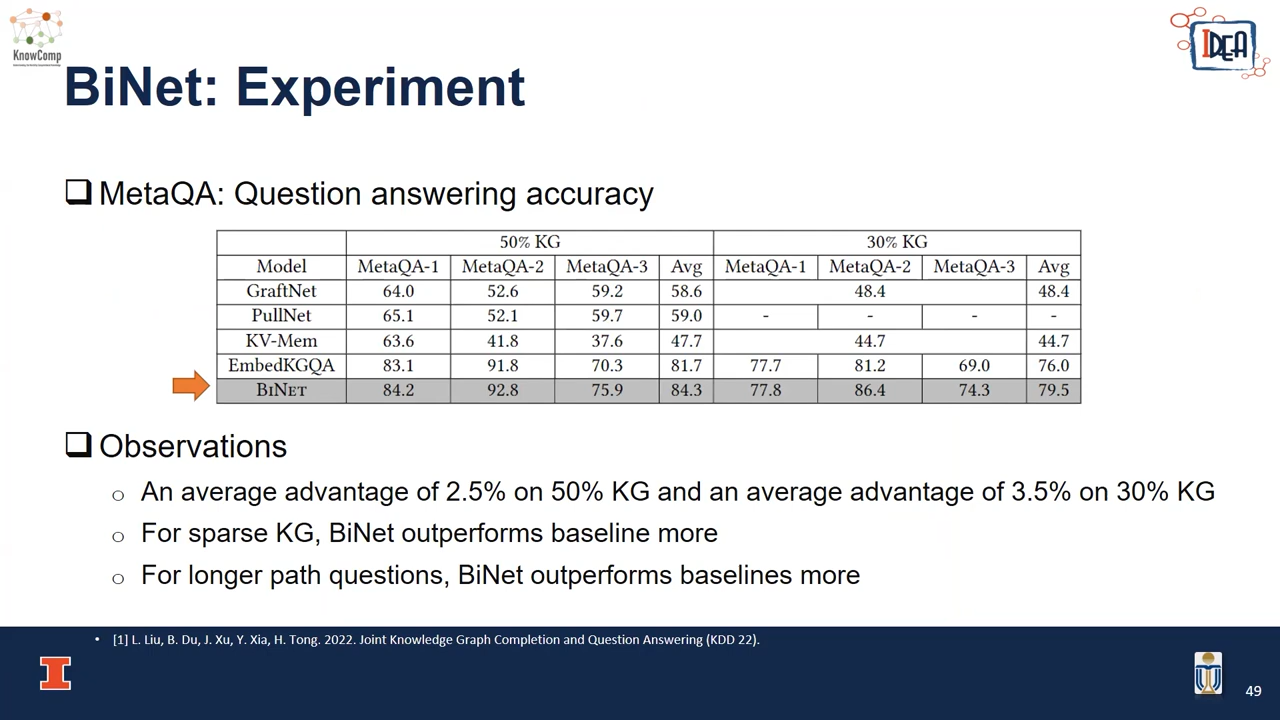 KnowComp
IDEA
BiNet: Experiment
MetaQA: Question answering accuracy
50% KG 30% KG
Model MetaQA-1 MetaQA-2 MetaQA-3 Avg MetaQA-1 MetaQA-2 MetaQA-3 Avg
GraftNet 64.0 52.6 59.2 58.6 48.4 48.4
PullNet 65.1 52.1 59.7 59.0 - - - -
KV-Mem 63.6 41.8 37.6 47.7 44.7 44.7
EmbedKGQA 83.1 91.8 70.3 81.7 77.7 81.2 69.0 76.0
BiNet 84.2 92.8 75.9 84.3 77.8 86.4 74.3 79.5
Observations
o An average advantage of 2.5% on 50% KG and an average advantage of 3.5% on 30% KG
o For sparse KG, BiNet outperforms baseline more
o For longer path questions, BiNet outperforms baselines more
• [1] L. Liu, B. Du, J. Xu, Y. Xia, H. Tong. 2022. Joint Knowledge Graph Completion and Question Answering (KDD 22).
I
49